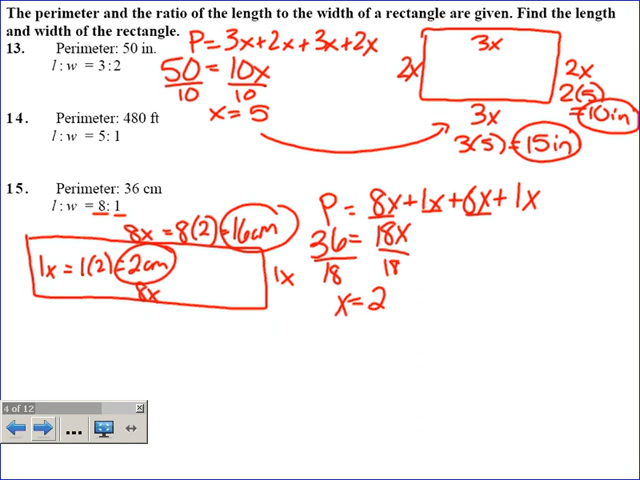 The perimeter and the ratio of the length to the width of a rectangle are given. Find the length
and width of the rectangle.
13. Perimeter: 50 in.
l : w = 3 : 2
P = 3x+2x+3x+2x
50 = 10x
10 10
x = 5
3x
2x
2x
2(5)
=10in
3x
3(5)=15in
14. Perimeter: 480 ft
l : w = 5: 1
15. Perimeter: 36 cm
l : w = 8: 1
8x = 8(2)=16cm
1x = 1(2)=2cm
8x
1x
P = 8x+1x+8x+1x
36 = 18x
18 18
x=2
4 of 12